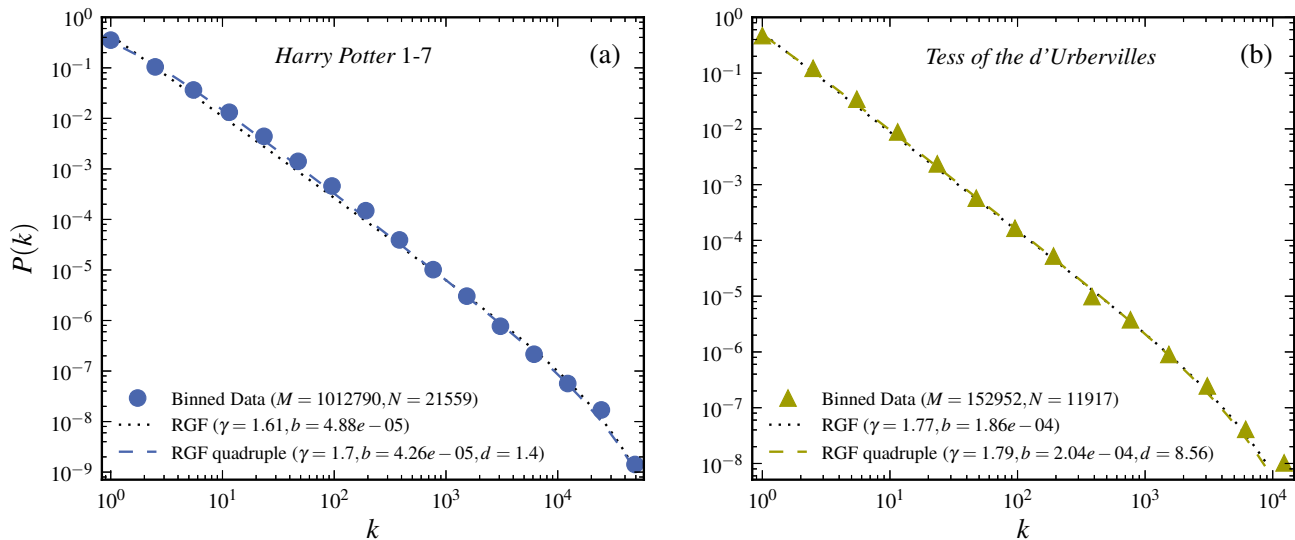 Harry Potter 1-7
(a)
P(k)
10^0
10^-1
10^-2
10^-3
10^-4
10^-5
10^-6
10^-7
10^-8
10^-9
Binned Data (M = 1012790, N = 21559)
RGF (γ = 1.61, b = 4.88e−05)
RGF quadruple (γ = 1.7, b = 4.26e−05, d = 1.4)
10^0 10^1 10^2 10^3 10^4
k
Tess of the d'Urbervilles
(b)
10^0
10^-1
10^-2
10^-3
10^-4
10^-5
10^-6
10^-7
10^-8
Binned Data (M = 152952, N = 11917)
RGF (γ = 1.77, b = 1.86e−04)
RGF quadruple (γ = 1.79, b = 2.04e−04, d = 8.56)
10^0 10^1 10^2 10^3 10^4
k